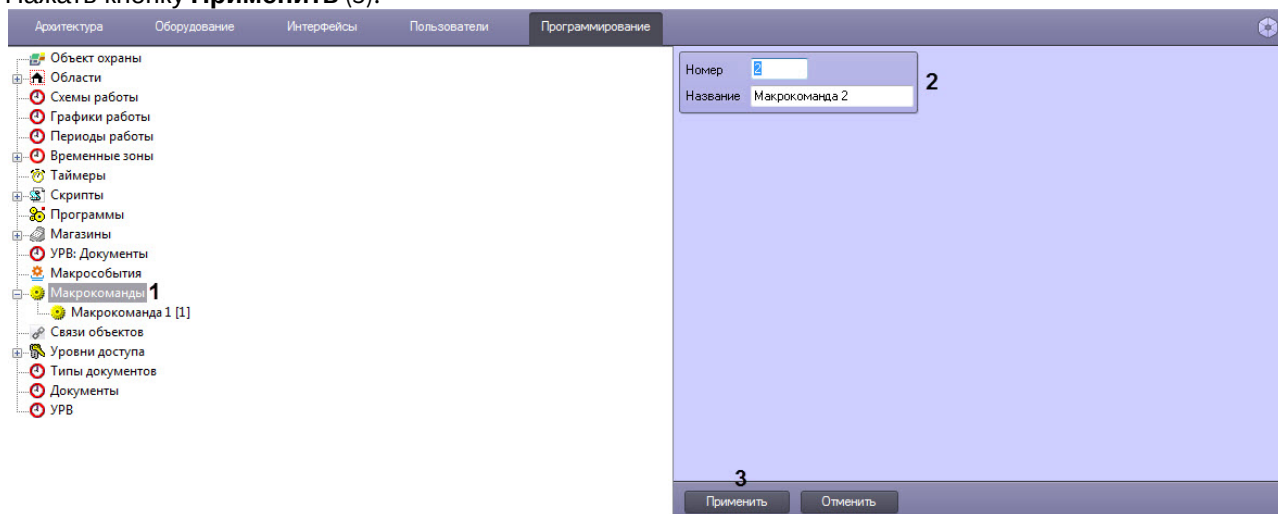 Нажать кнопку Применить (3).
Архитектура Оборудование Интерфейсы Пользователи Программирование
Объект охраны
Области
Схемы работы
Графики работы
Периоды работы
Временные зоны
Таймеры
Скрипты
Программы
Магазины
УРВ: Документы
Макрособытия
Макрокоманды 1
Макрокоманда 1 [1]
Связи объектов
Уровни доступа
Типы документов
Документы
УРВ
Номер 2
Название Макрокоманда 2
2
3
Применить Отменить